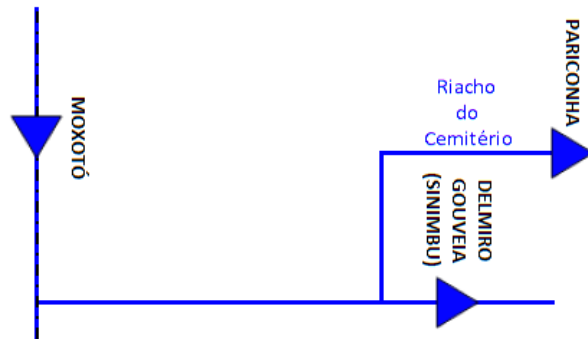 MOXOTÓ
Riacho
do
Cemitério
PARICONHA
DELMIRO
GOUVEIA
(SINIMBU)